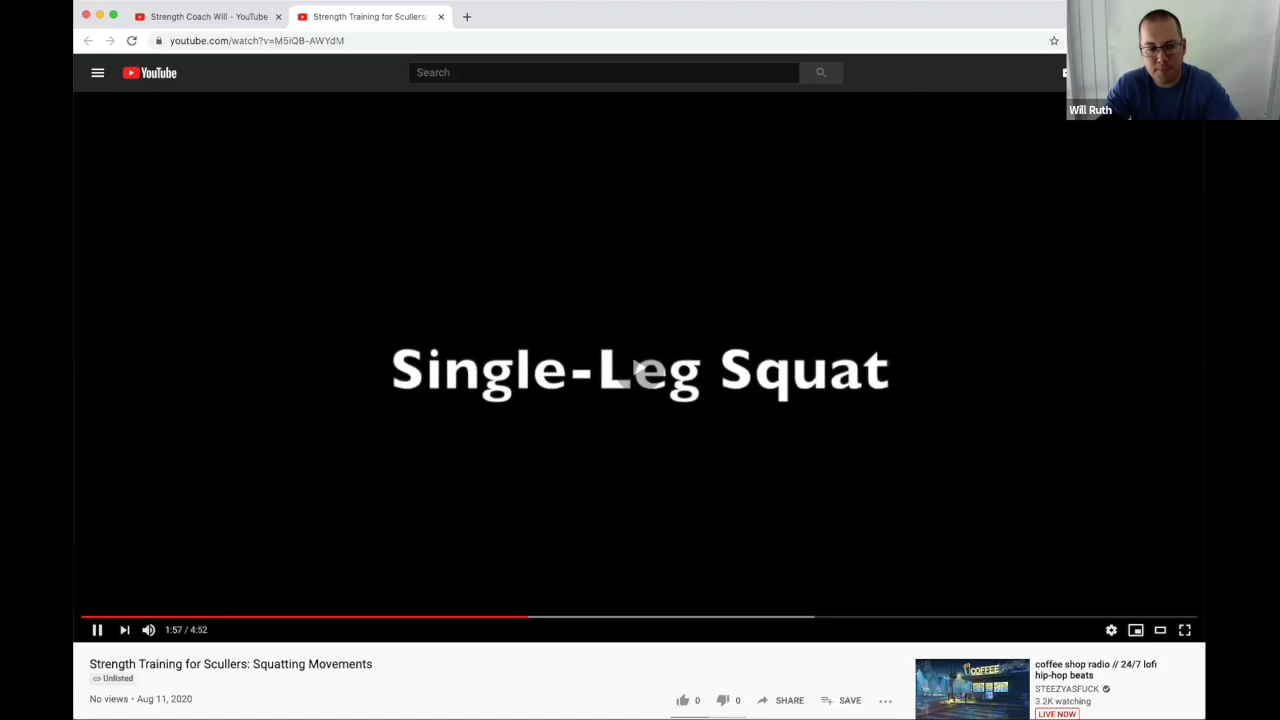 Strength Coach Will - YouTube
Strength Training for Scullers:
youtube.com/watch?v=M5iQB-AWYdM
YouTube
Search
Will Ruth
Single-Leg Squat
1:57 / 4:52
Strength Training for Scullers: Squatting Movements
Unlisted
No views • Aug 11, 2020
0
0
SHARE
SAVE
COFFEE
coffee shop radio // 24/7 lofi
hip-hop beats
STEEZYASFUCK
3.2K watching
LIVE NOW